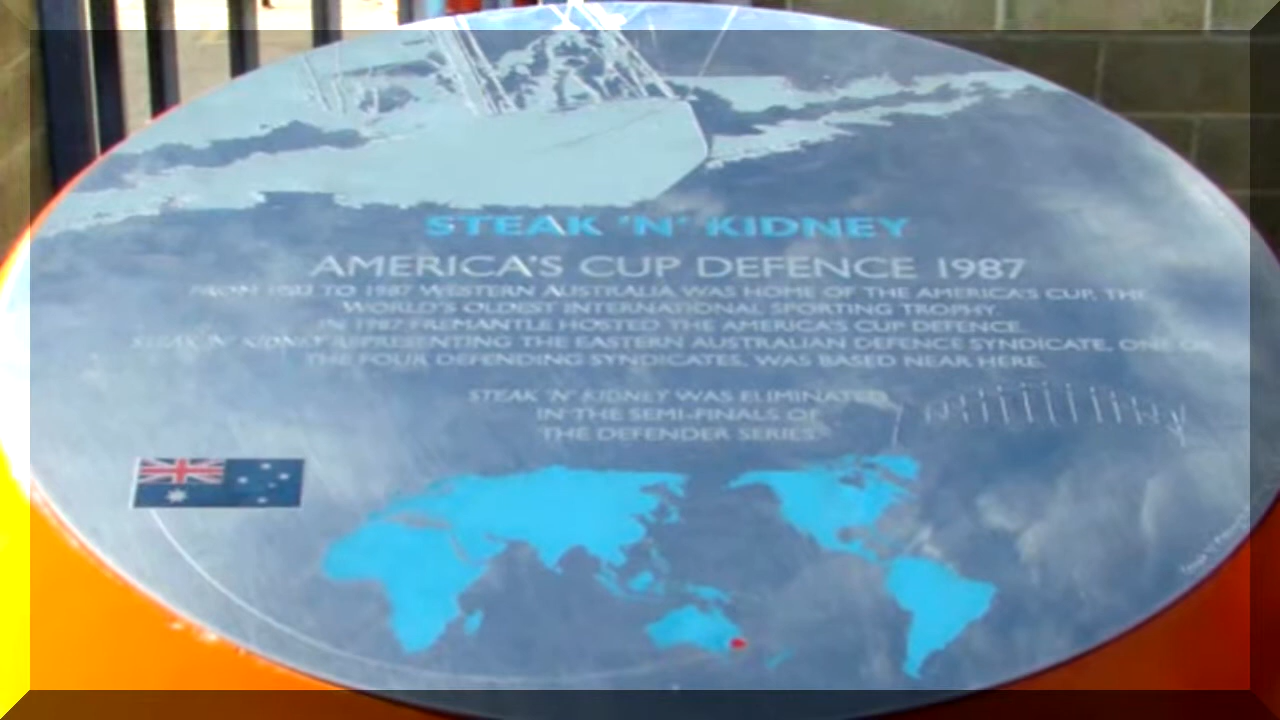 STEAK 'N' KIDNEY
AMERICA'S CUP DEFENCE 1987
FROM 1983 TO 1987 WESTERN AUSTRALIA WAS HOME OF THE AMERICA'S CUP, THE
WORLD'S OLDEST INTERNATIONAL SPORTING TROPHY.
IN 1987 FREMANTLE HOSTED THE AMERICA'S CUP DEFENCE.
STEAK 'N' KIDNEY REPRESENTING THE EASTERN AUSTRALIAN DEFENCE SYNDICATE, ONE OF
THE FOUR DEFENDING SYNDICATES, WAS BASED NEAR HERE.
STEAK 'N' KIDNEY WAS ELIMINATED
IN THE SEMI-FINALS OF
THE DEFENDER SERIES.